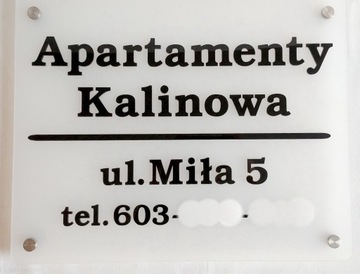 Apartamenty
Kalinowa
ul.Miła 5
tel.603-